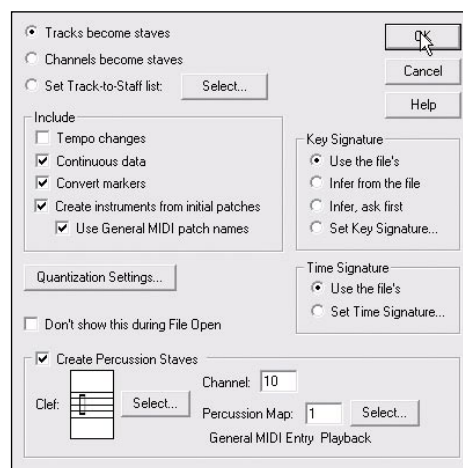 Tracks become staves
OK
Channels become staves
Cancel
Set Track-to-Staff list:
Select...
Help
Include
Tempo changes
Continuous data
Convert markers
Create instruments from initial patches
Use General MIDI patch names
Key Signature
Use the file's
Infer from the file
Infer, ask first
Set Key Signature...
Quantization Settings...
Time Signature
Use the file's
Set Time Signature...
Don't show this during File Open
Create Percussion Staves
Clef:
Select...
Channel: 10
Percussion Map: 1
Select...
General MIDI Entry Playback